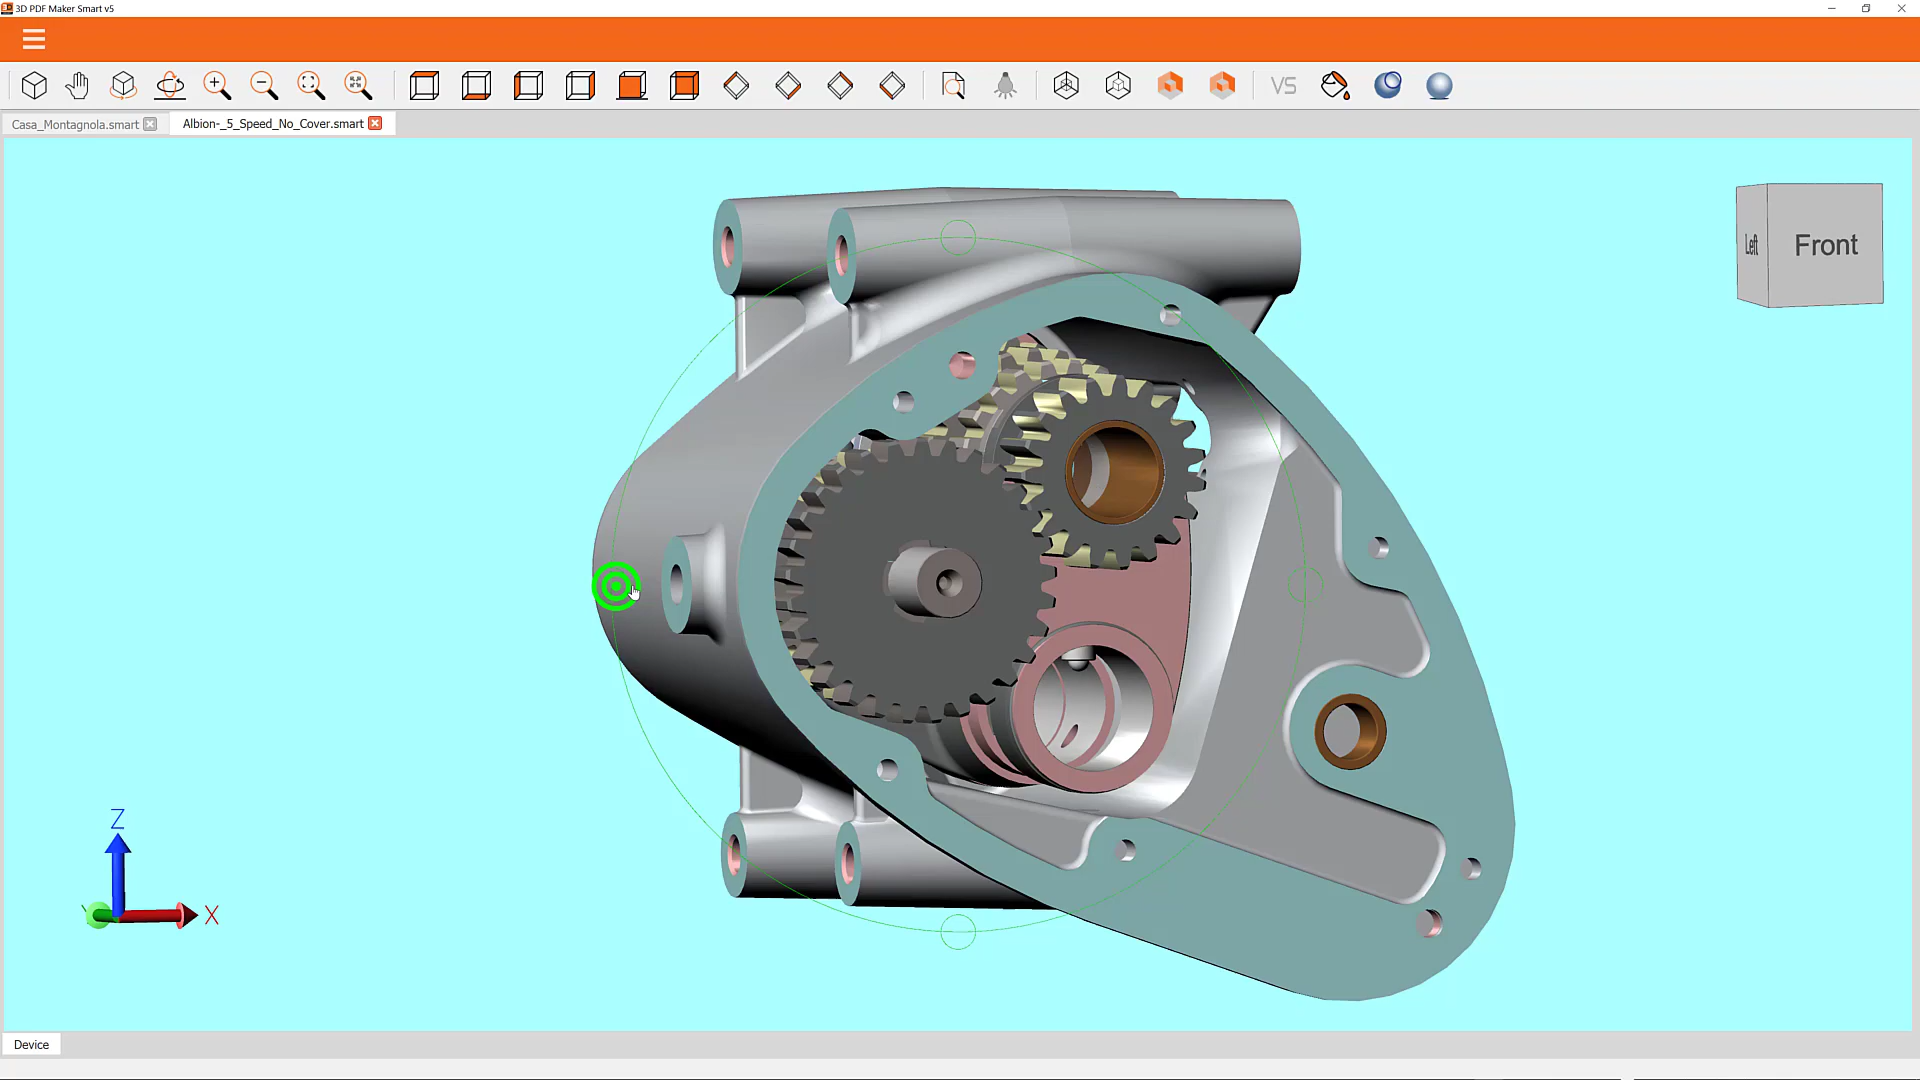 3D PDF Maker Smart v5
VS
Casa_Montagnola.smart
Albion-_5_Speed_No_Cover.smart
Left
Front
Z
X
Device